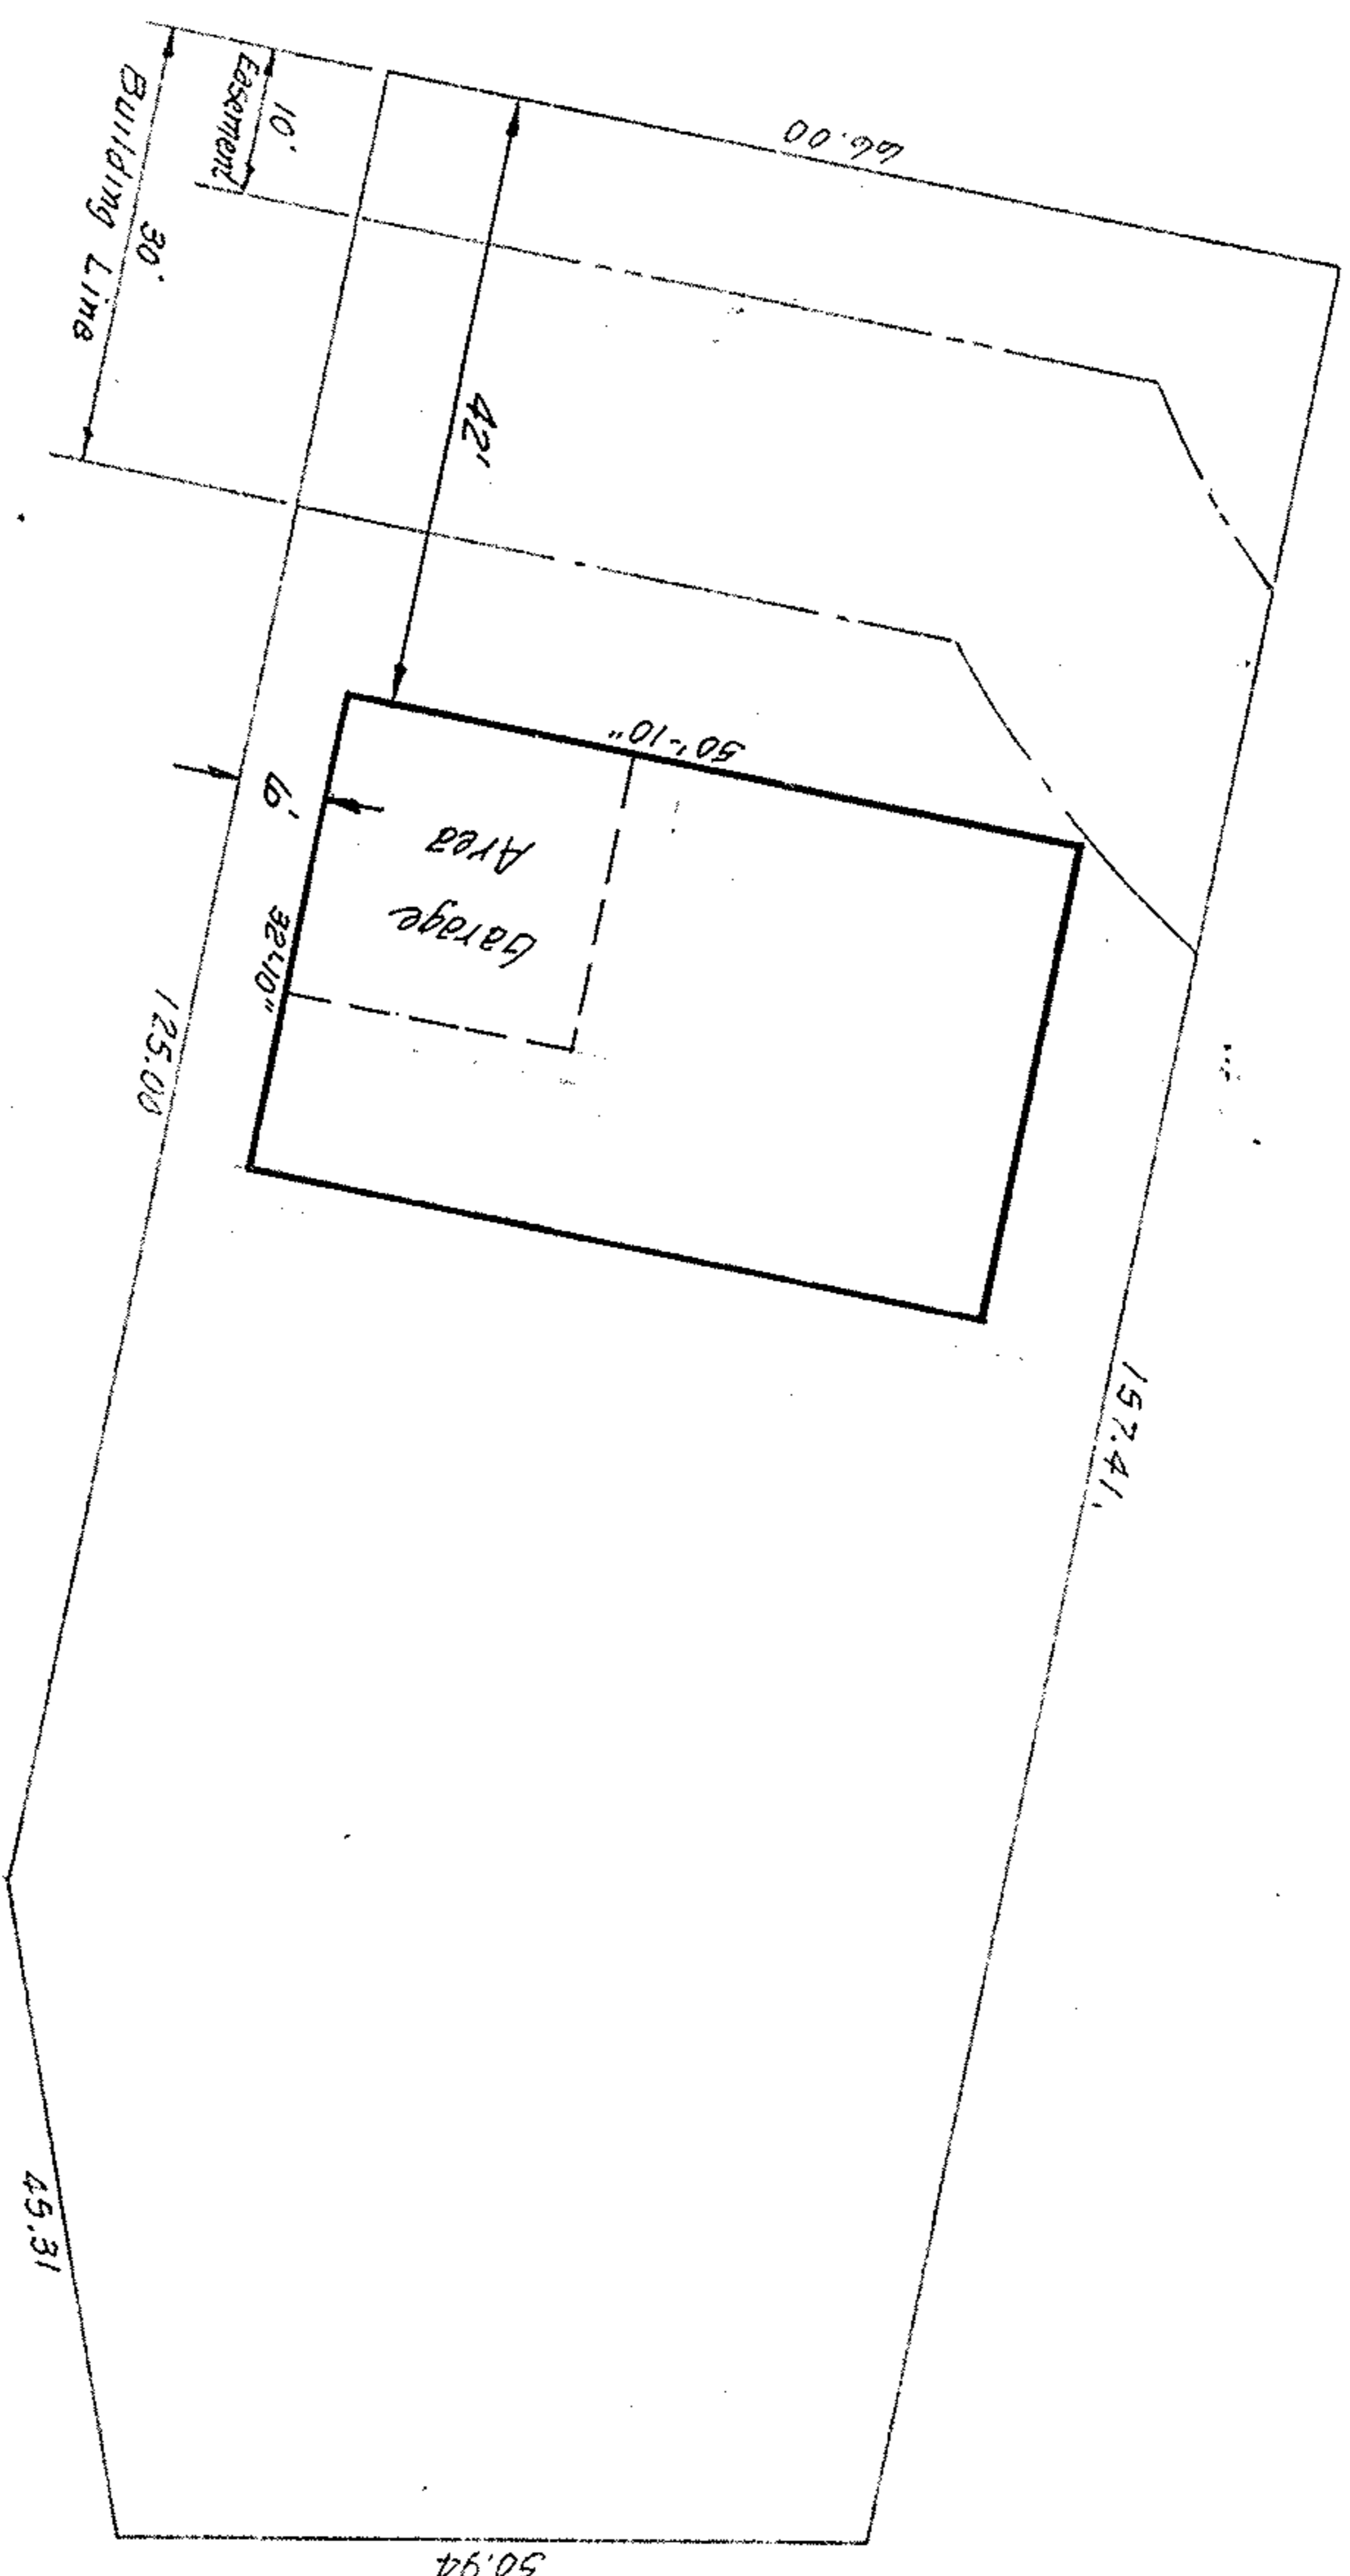 66.00
10'
Easement
30'
Building Line
42'
50'-10"
Garage
Area
6'
32'-10"
125.00
157.41
45.31
50.94